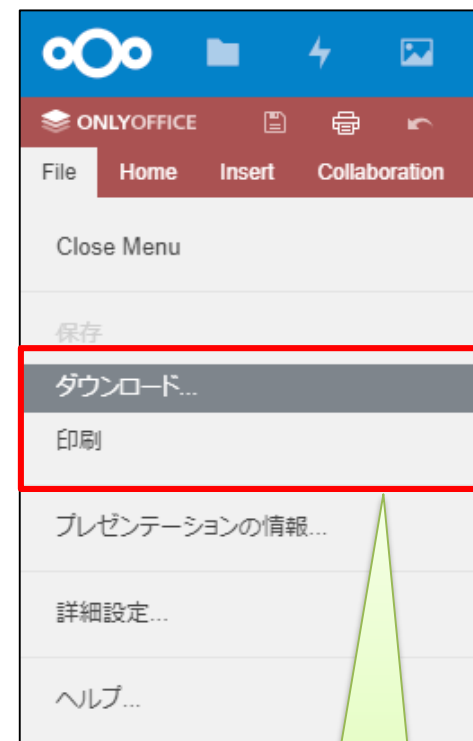 ONLYOFFICE
File Home Insert Collaboration
Close Menu
保存
ダウンロード...
印刷
プレゼンテーションの情報...
詳細設定...
ヘルプ...